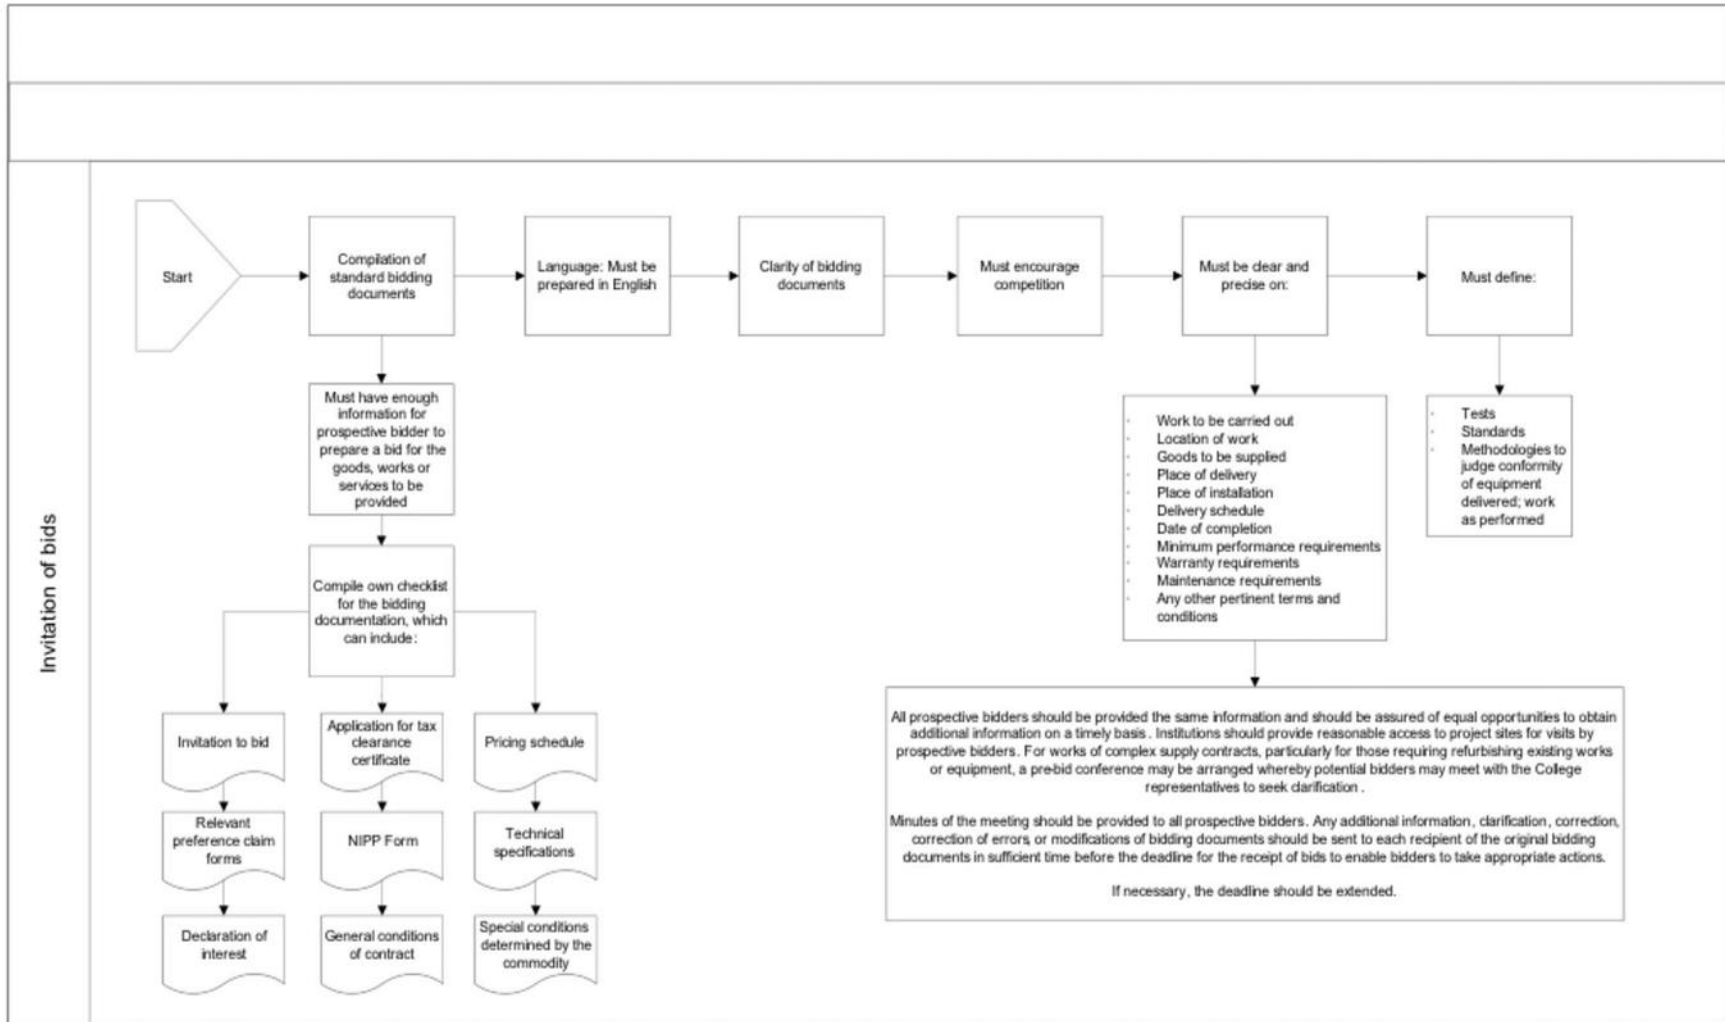 Invitation of bids
Start
Compilation of
standard bidding
documents
Language: Must be
prepared in English
Clarity of bidding
documents
Must encourage
competition
Must be clear and
precise on:
Must define:
Must have enough
information for
prospective bidder to
prepare a bid for the
goods, works or
services to be
provided
Compile own checklist
for the bidding
documentation, which
can include:
Invitation to bid
Relevant
preference claim
forms
Declaration of
interest
Application for tax
clearance
certificate
NIPP Form
General conditions
of contract
Pricing schedule
Technical
specifications
Special conditions
determined by the
commodity
· Work to be carried out
· Location of work
· Goods to be supplied
· Place of delivery
· Place of installation
· Delivery schedule
· Date of completion
· Minimum performance requirements
· Warranty requirements
· Maintenance requirements
· Any other pertinent terms and
conditions
· Tests
· Standards
· Methodologies to
judge conformity
of equipment
delivered; work
as performed
All prospective bidders should be provided the same information and should be assured of equal opportunities to obtain
additional information on a timely basis. Institutions should provide reasonable access to project sites for visits by
prospective bidders. For works of complex supply contracts, particularly for those requiring refurbishing existing works
or equipment, a pre-bid conference may be arranged whereby potential bidders may meet with the College
representatives to seek clarification.
Minutes of the meeting should be provided to all prospective bidders. Any additional information, clarification, correction,
correction of errors, or modifications of bidding documents should be sent to each recipient of the original bidding
documents in sufficient time before the deadline for the receipt of bids to enable bidders to take appropriate actions.
If necessary, the deadline should be extended.